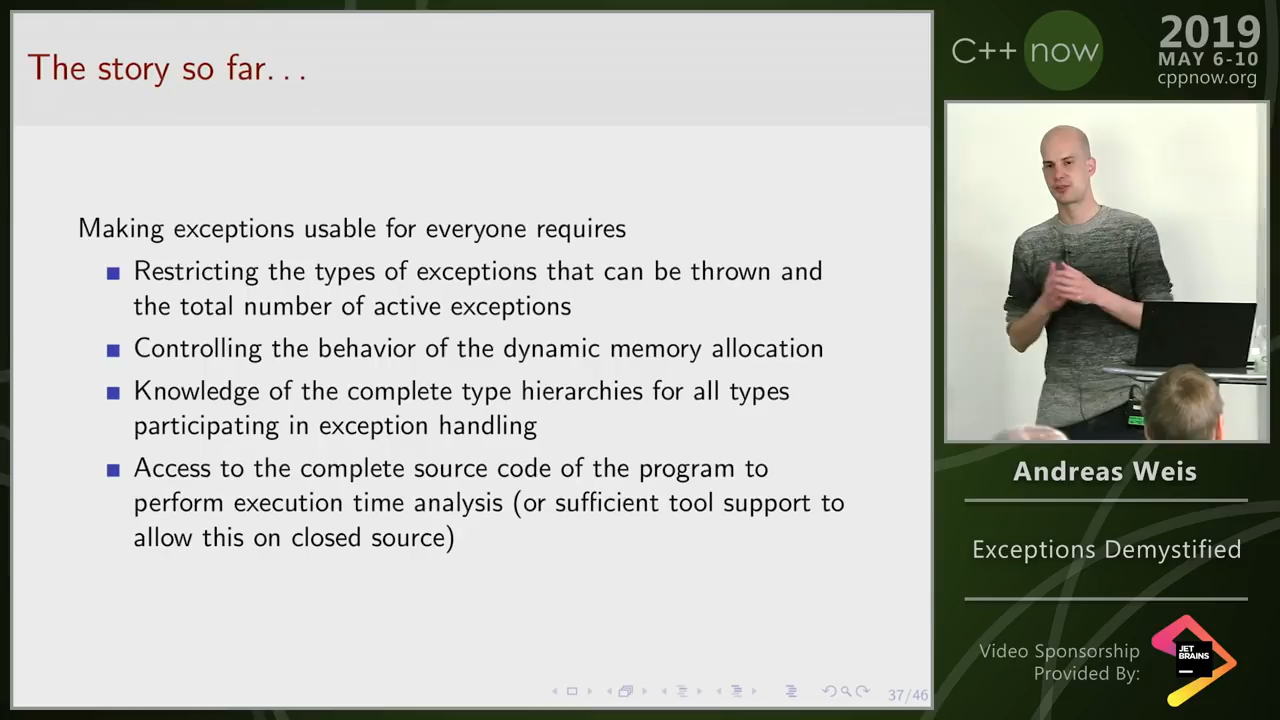 The story so far...
Making exceptions usable for everyone requires
Restricting the types of exceptions that can be thrown and
the total number of active exceptions
Controlling the behavior of the dynamic memory allocation
Knowledge of the complete type hierarchies for all types
participating in exception handling
Access to the complete source code of the program to
perform execution time analysis (or sufficient tool support to
allow this on closed source)
37/46
C++ now
2019
MAY 6-10
cppnow.org
Andreas Weis
Exceptions Demystified
Video Sponsorship
Provided By:
JET
BRAINS